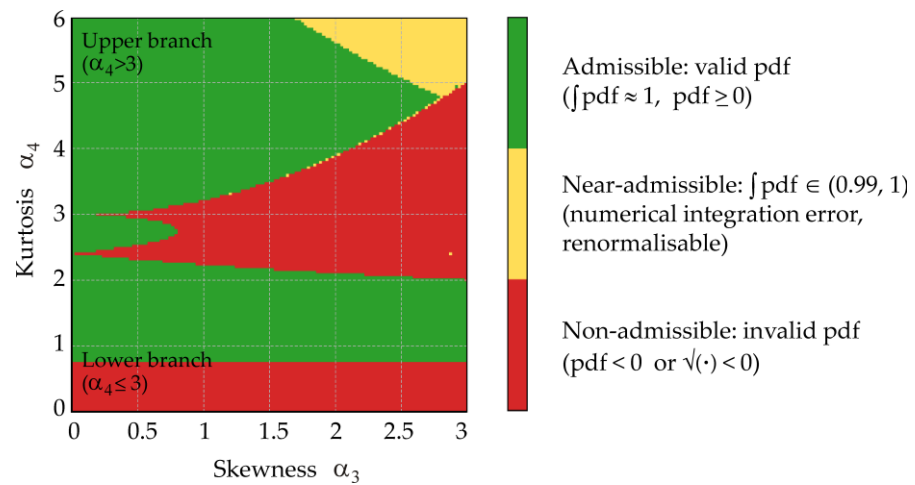 6
5
4
3
2
1
0
Kurtosis α₄
Upper branch
(α₄>3)
Lower branch
(α₄≤ 3)
0
0.5
1
1.5
2
2.5
3
Skewness α₃
Admissible: valid pdf
(∫pdf ≈ 1, pdf ≥ 0)
Near-admissible: ∫pdf ∈ (0.99, 1)
(numerical integration error,
renormalisable)
Non-admissible: invalid pdf
(pdf < 0 or √(·) < 0)